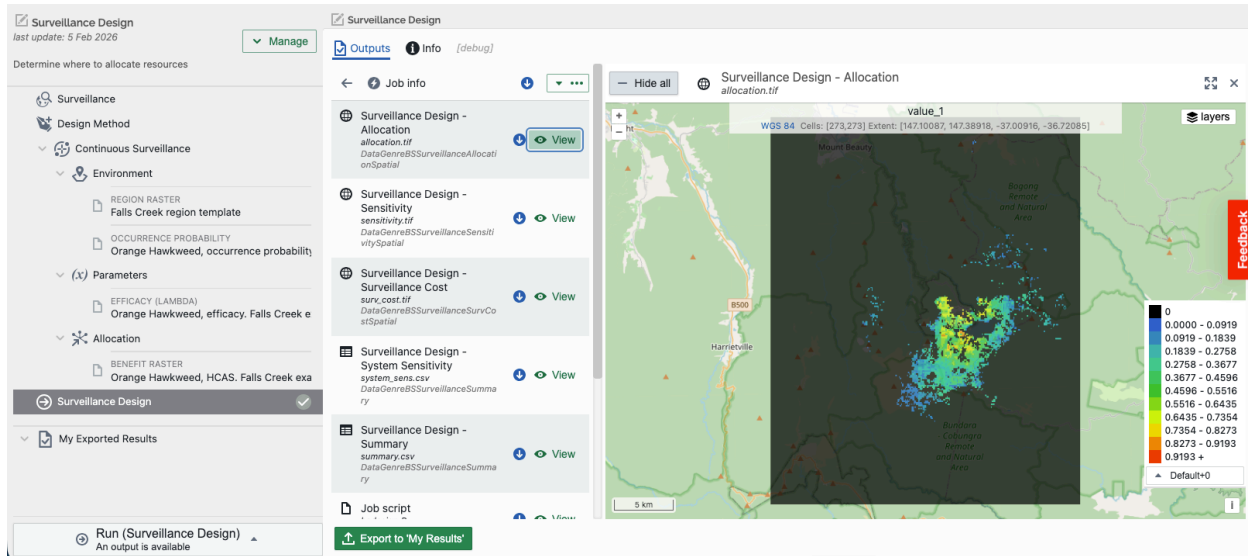 Surveillance Design
last update: 5 Feb 2026
Manage
Determine where to allocate resources
Surveillance
Design Method
Continuous Surveillance
Environment
REGION RASTER
Falls Creek region template
OCCURRENCE PROBABILITY
Orange Hawkweed, occurrence probability
(x) Parameters
EFFICACY (LAMBDA)
Orange Hawkweed, efficacy. Falls Creek e
Allocation
BENEFIT RASTER
Orange Hawkweed, HCAS. Falls Creek exa
Surveillance Design
My Exported Results
Run (Surveillance Design)
An output is available
Surveillance Design
Outputs
Info
[debug]
Job info
Surveillance Design -
Allocation
allocation.tif
DataGenreBSSurveillanceAllocati
onSpatial
View
Surveillance Design -
Sensitivity
sensitivity.tif
DataGenreBSSurveillanceSensiti
vitySpatial
View
Surveillance Design -
Surveillance Cost
surv_cost.tif
DataGenreBSSurveillanceSurvCo
stSpatial
View
Surveillance Design -
System Sensitivity
system_sens.csv
DataGenreBSSurveillanceSumma
ry
View
Surveillance Design -
Summary
summary.csv
DataGenreBSSurveillanceSumma
ry
View
Job script
View
Export to 'My Results'
— Hide all
Surveillance Design - Allocation
allocation.tif
+
−
value_1
WGS 84 Cells: [273,273] Extent: [147.10087, 147.38918, -37.00916, -36.72085]
layers
Mount Beauty
Bogong
Remote
and Natural
Area
B500
Harrietville
Bundara
Cobungra
Remote
and Natural
Area
5 km
0
0.0000 - 0.0919
0.0919 - 0.1839
0.1839 - 0.2758
0.2758 - 0.3677
0.3677 - 0.4596
0.4596 - 0.5516
0.5516 - 0.6435
0.6435 - 0.7354
0.7354 - 0.8273
0.8273 - 0.9193
0.9193 +
Default+0
i
Feedback